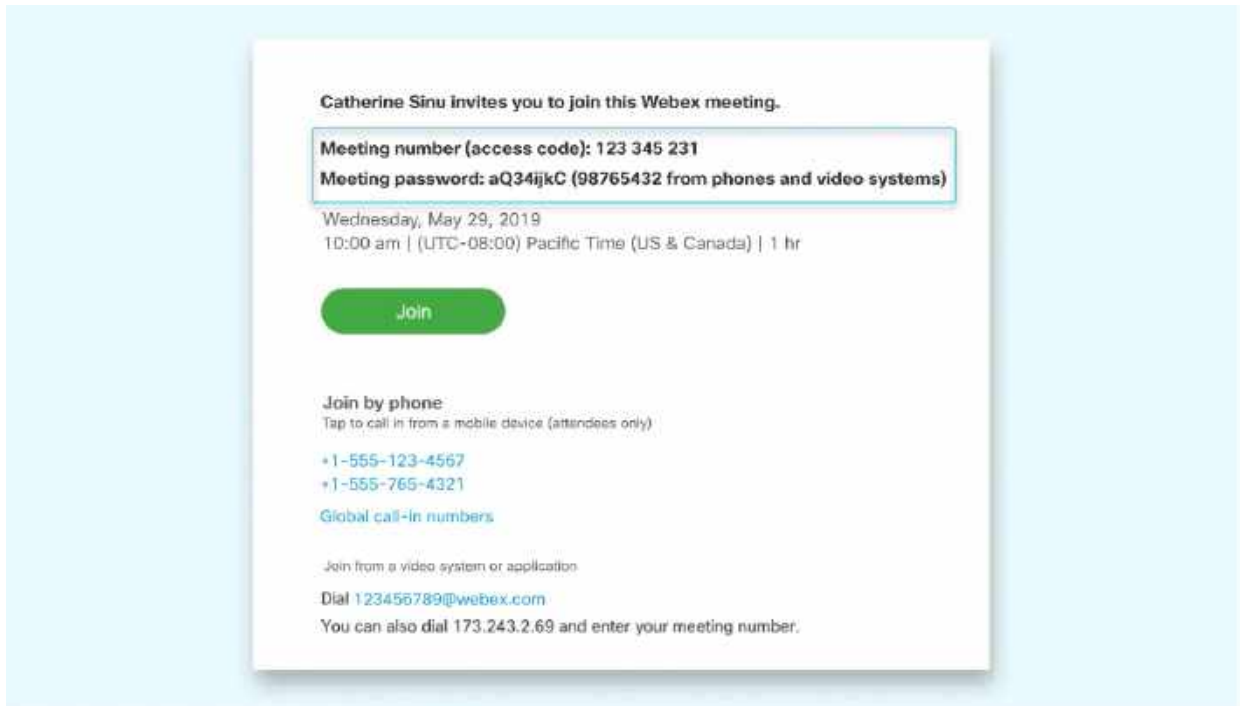 Catherine Sinu invites you to join this Webex meeting.
Meeting number (access code): 123 345 231
Meeting password: aQ34ijkC (98765432 from phones and video systems)
Wednesday, May 29, 2019
10:00 am | (UTC-08:00) Pacific Time (US & Canada) | 1 hr
Join
Join by phone
Tap to call in from a mobile device (attendees only)
+1-555-123-4567
+1-555-765-4321
Global call-in numbers
Join from a video system or application
Dial 123456789@webex.com
You can also dial 173.243.2.69 and enter your meeting number.